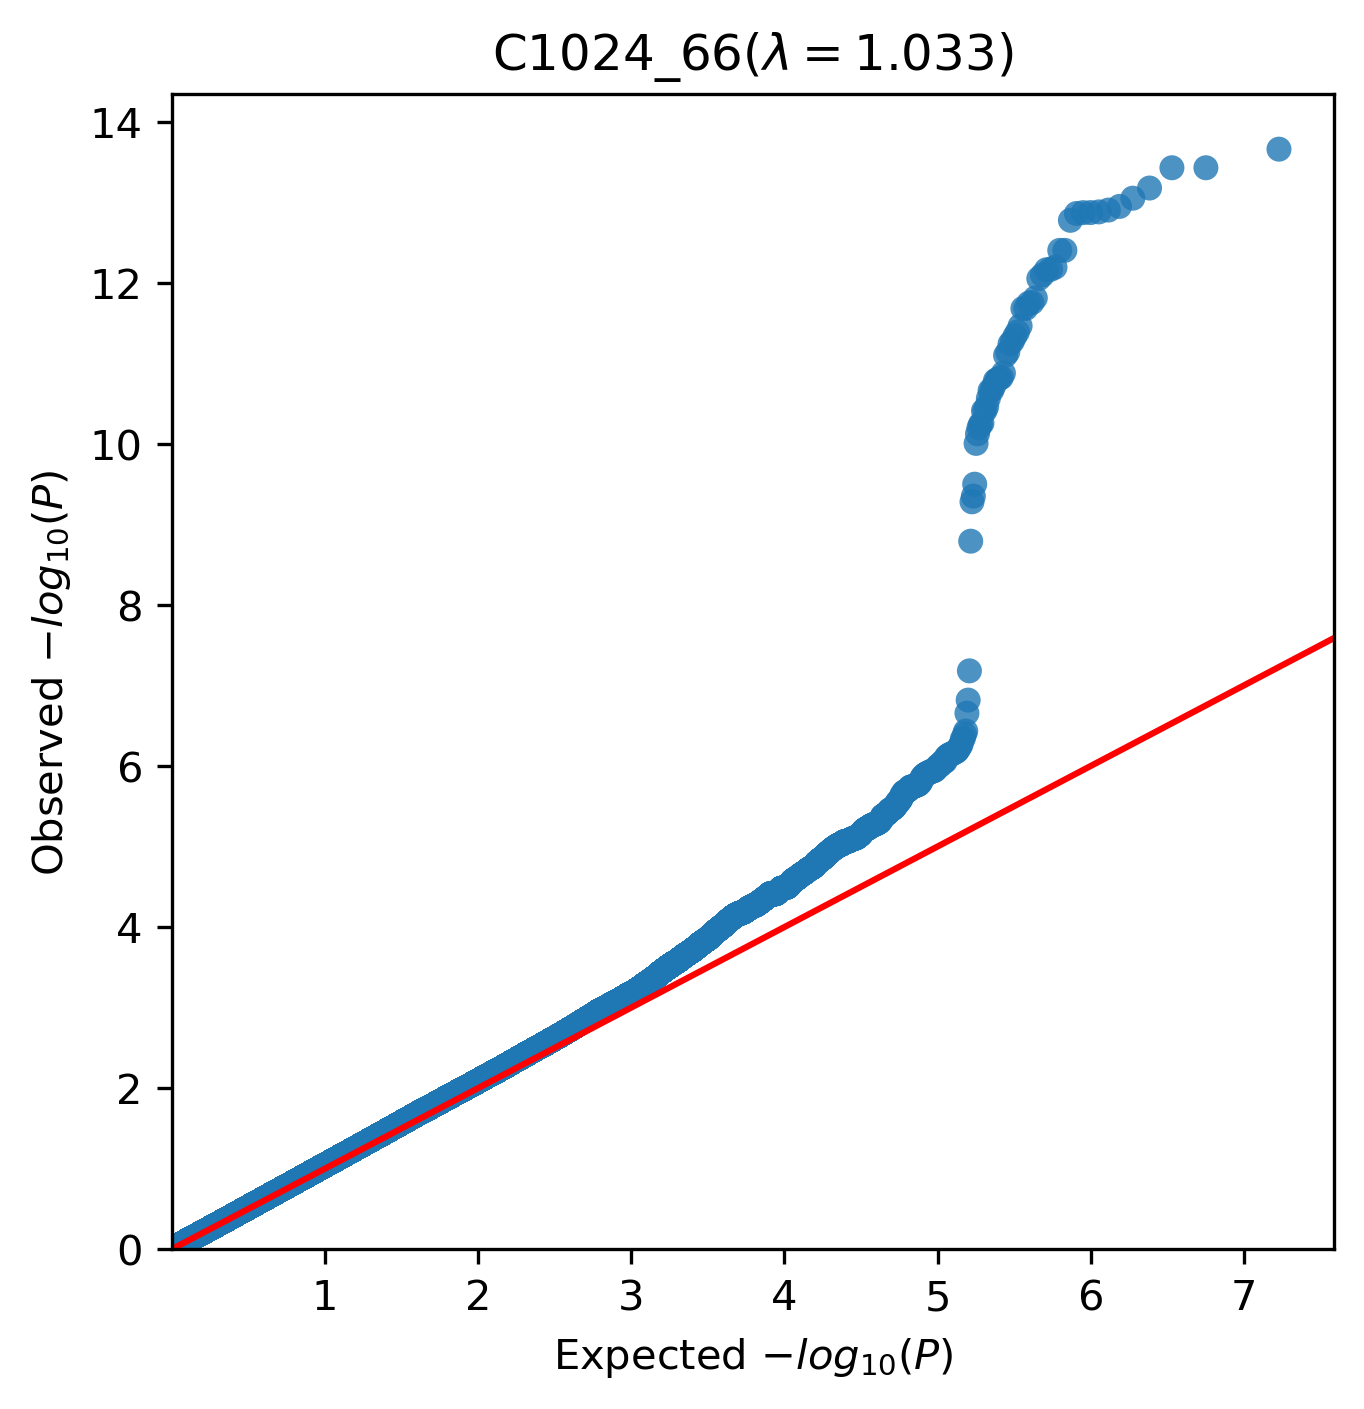 C1024_66(λ = 1.033)
Observed −log₁₀(P)
14
12
10
8
6
4
2
0
1 2 3 4 5 6 7
Expected −log₁₀(P)